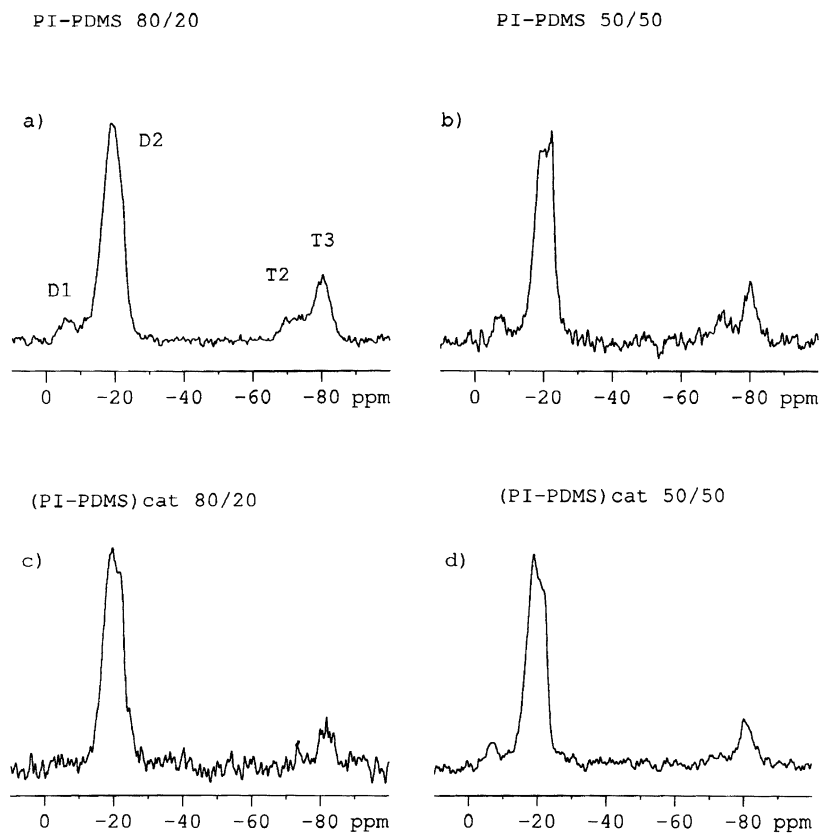 PI-PDMS 80/20
PI-PDMS 50/50
a)
D2
D1
T2
T3
0 -20 -40 -60 -80 ppm
b)
0 -20 -40 -60 -80 ppm
(PI-PDMS)cat 80/20
(PI-PDMS)cat 50/50
c)
0 -20 -40 -60 -80 ppm
d)
0 -20 -40 -60 -80 ppm